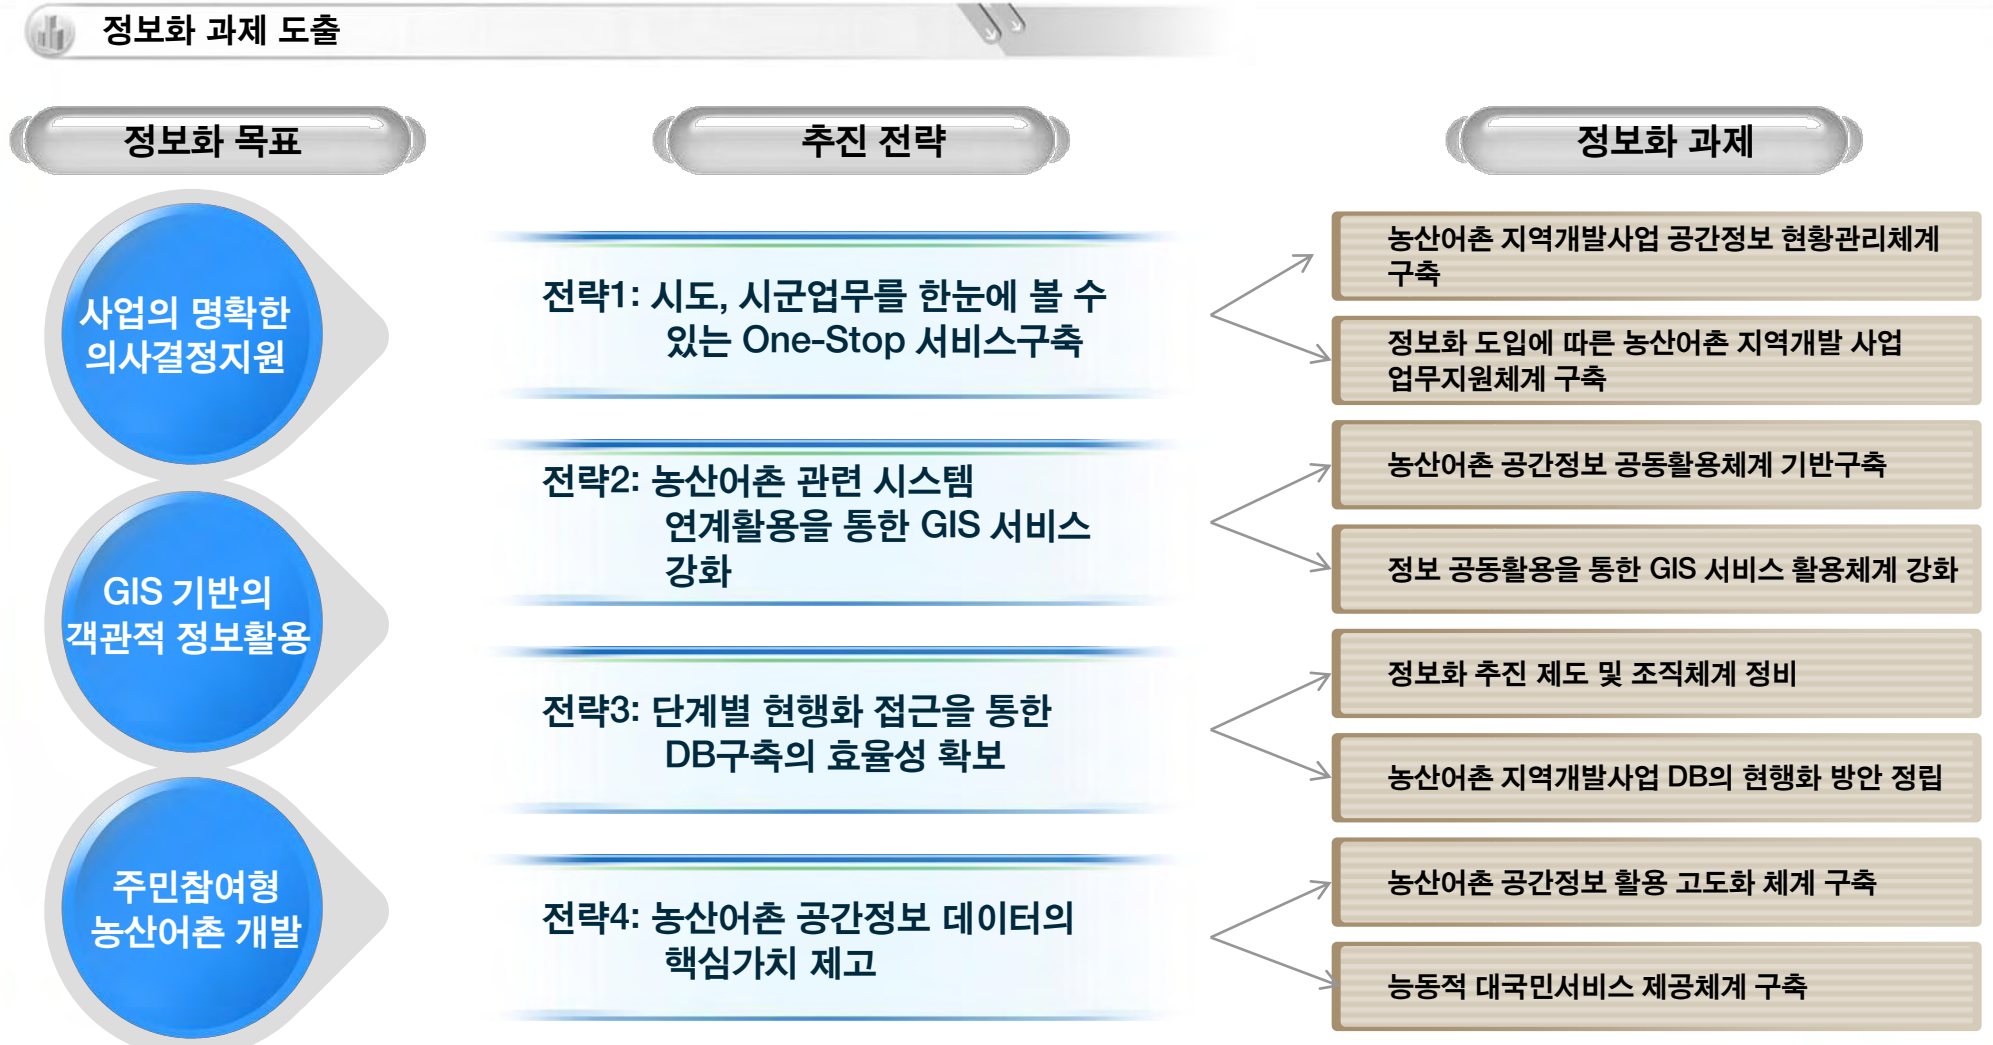 정보화 과제 도출
정보화 목표
추진 전략
정보화 과제
사업의 명확한
의사결정지원
GIS 기반의
객관적 정보활용
주민참여형
농산어촌 개발
전략1: 시도, 시군업무를 한눈에 볼 수
있는 One-Stop 서비스구축
전략2: 농산어촌 관련 시스템
연계활용을 통한 GIS 서비스
강화
전략3: 단계별 현행화 접근을 통한
DB구축의 효율성 확보
전략4: 농산어촌 공간정보 데이터의
핵심가치 제고
농산어촌 지역개발사업 공간정보 현황관리체계
구축
정보화 도입에 따른 농산어촌 지역개발 사업
업무지원체계 구축
농산어촌 공간정보 공동활용체계 기반구축
정보 공동활용을 통한 GIS 서비스 활용체계 강화
정보화 추진 제도 및 조직체계 정비
농산어촌 지역개발사업 DB의 현행화 방안 정립
농산어촌 공간정보 활용 고도화 체계 구축
능동적 대국민서비스 제공체계 구축